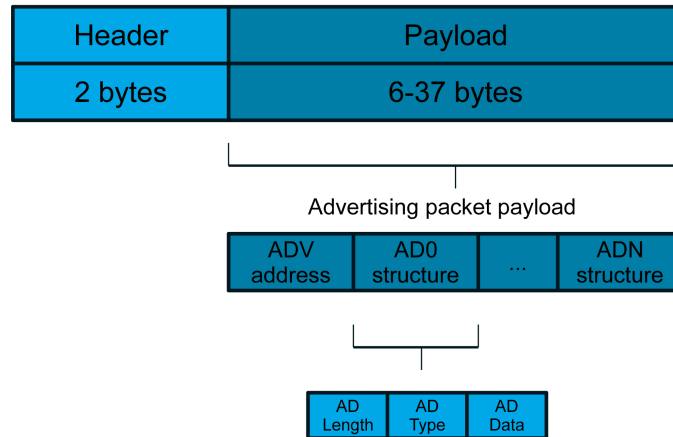 Header
Payload
2 bytes
6-37 bytes
Advertising packet payload
ADV
address
AD0
structure
...
ADN
structure
AD
Length
AD
Type
AD
Data